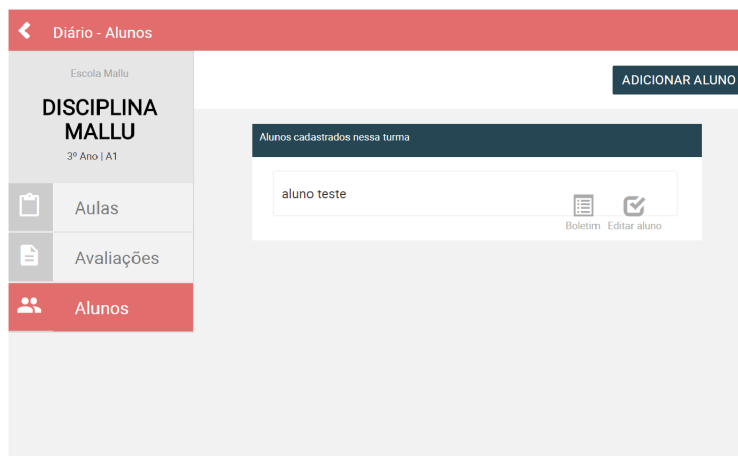 Diário - Alunos
Escola Mallu
DISCIPLINA
MALLU
3º Ano | A1
Aulas
Avaliações
Alunos
ADICIONAR ALUNO
Alunos cadastrados nessa turma
aluno teste
Boletim Editar aluno